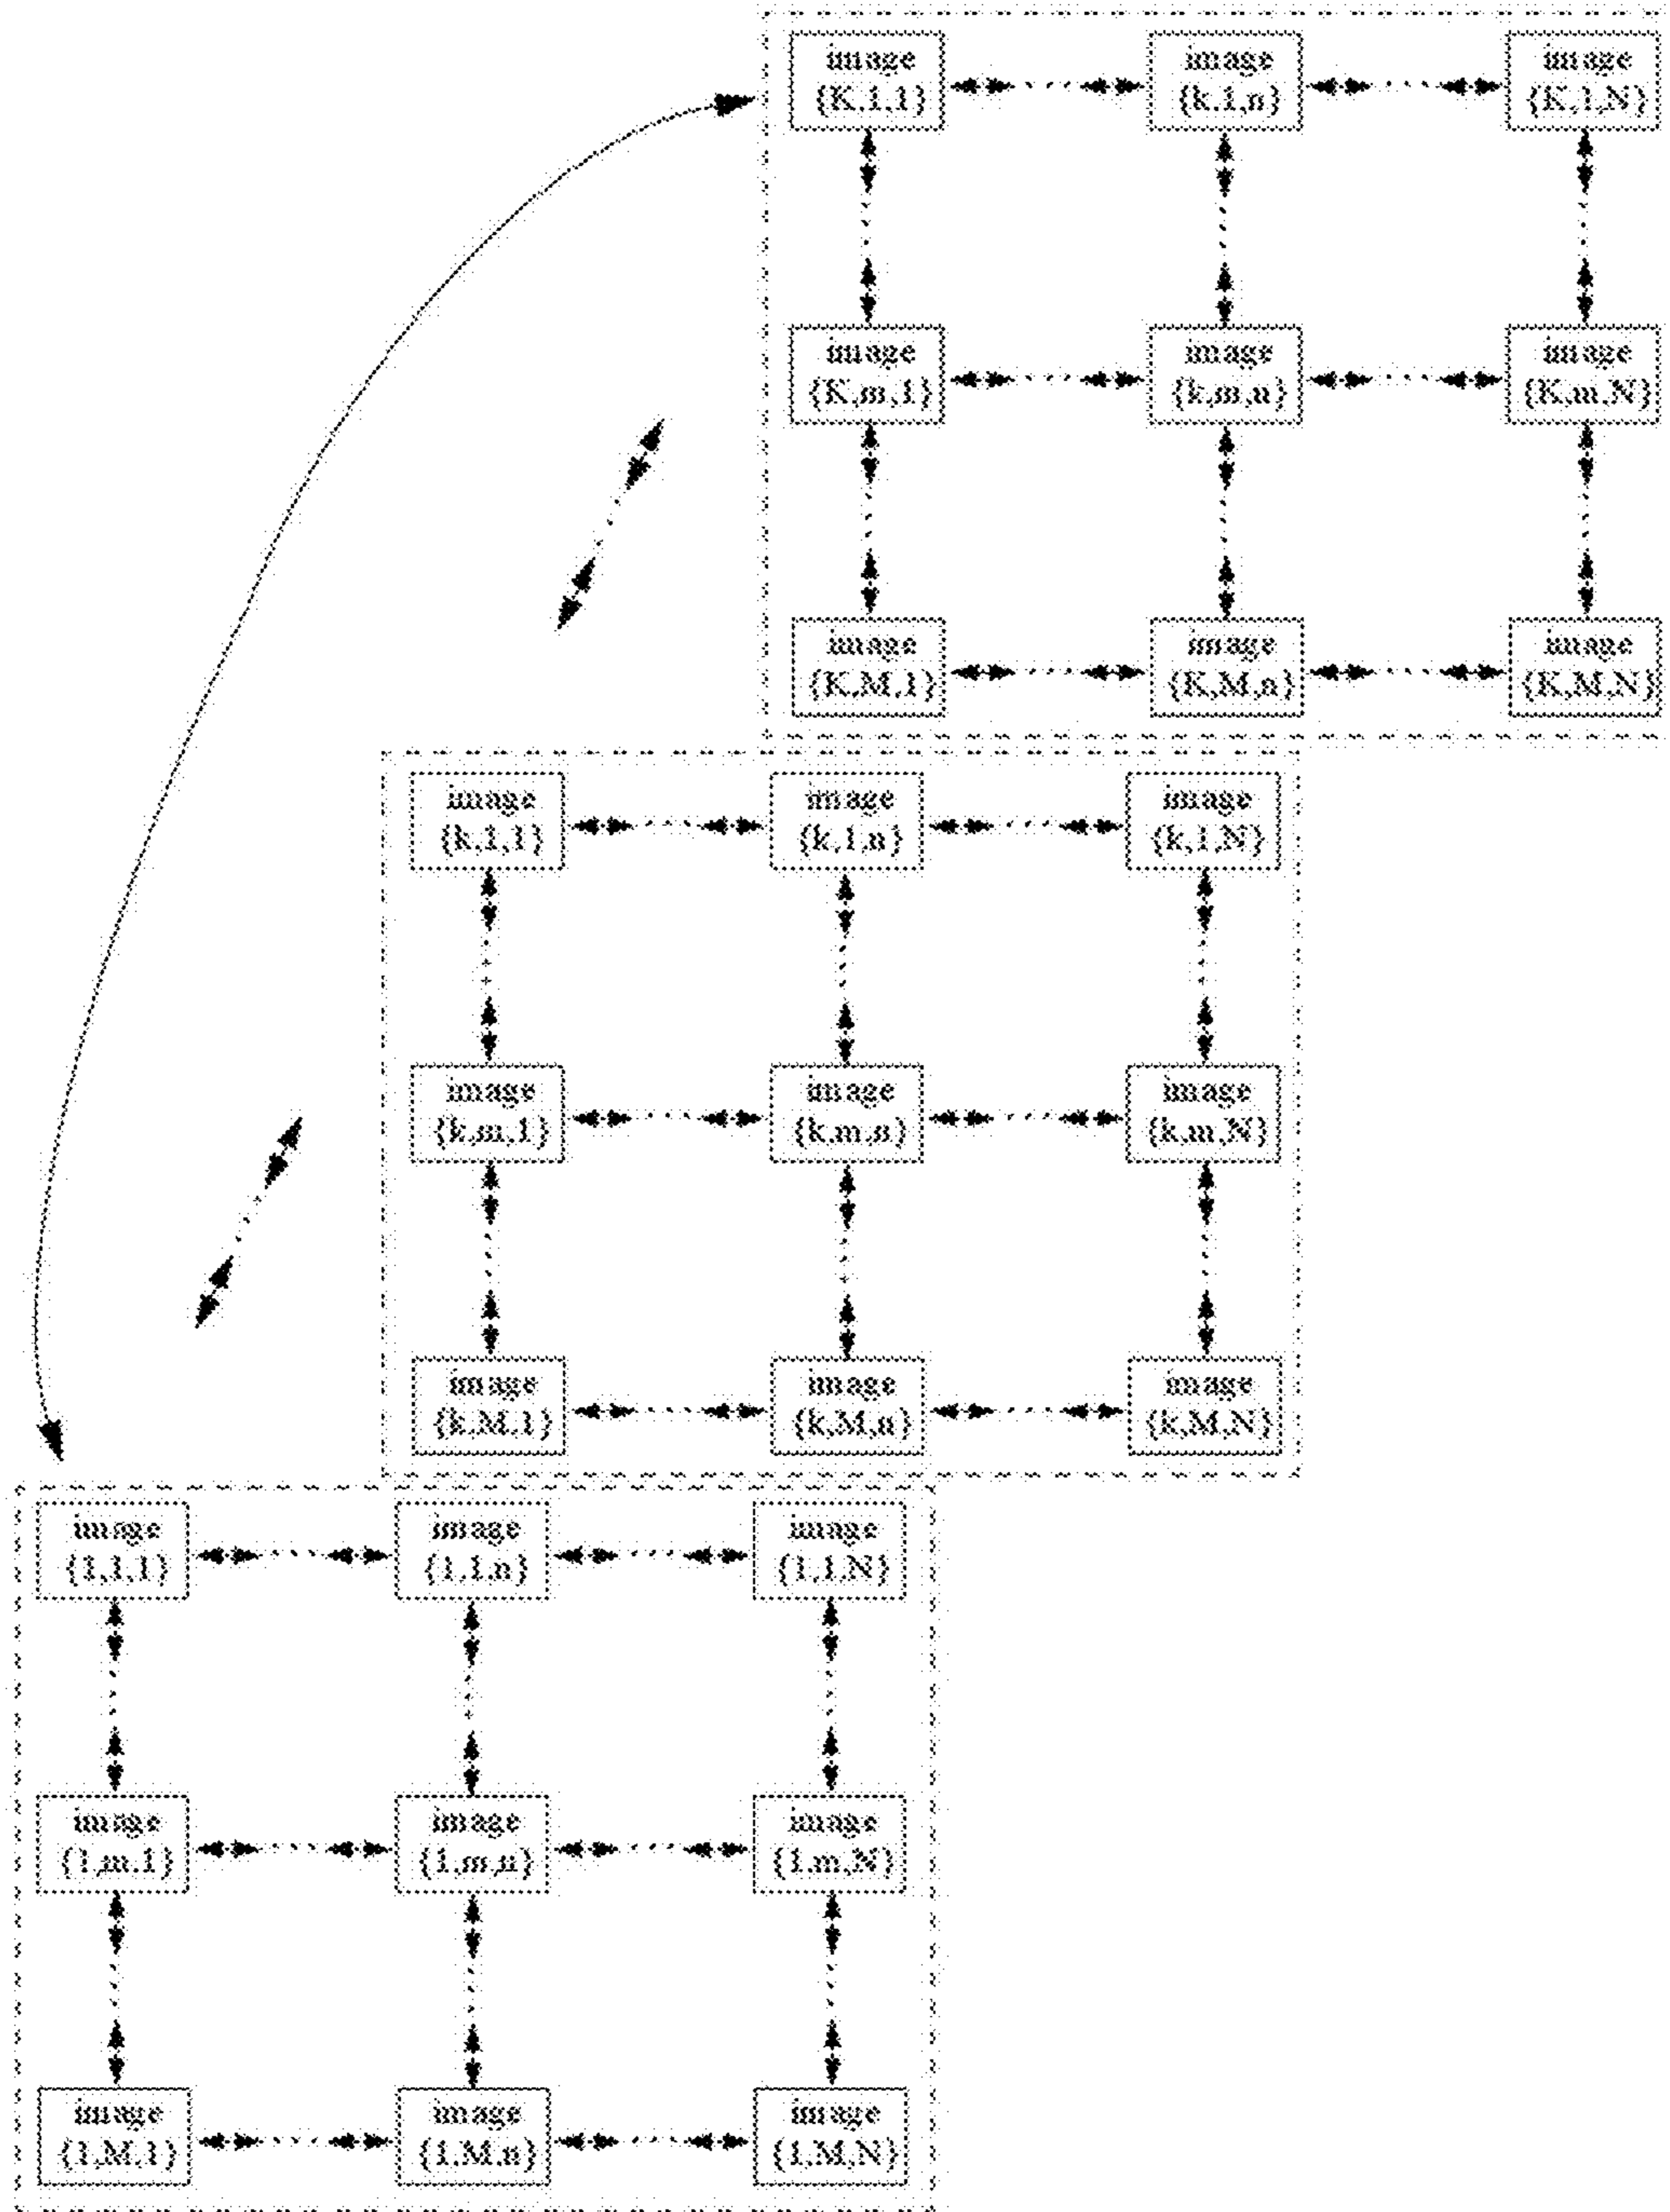 image
{K,1,1}
image
{k,1,n}
image
{K,1,N}
image
{K,m,1}
image
{k,m,n}
image
{K,m,N}
image
{K,M,1}
image
{K,M,n}
image
{K,M,N}
image
{k,1,1}
image
{k,1,n}
image
{k,1,N}
image
{k,m,1}
image
{k,m,n}
image
{k,m,N}
image
{k,M,1}
image
{k,M,n}
image
{k,M,N}
image
{1,1,1}
image
{1,1,n}
image
{1,1,N}
image
{1,m,1}
image
{1,m,n}
image
{1,m,N}
image
{1,M,1}
image
{1,M,n}
image
{1,M,N}